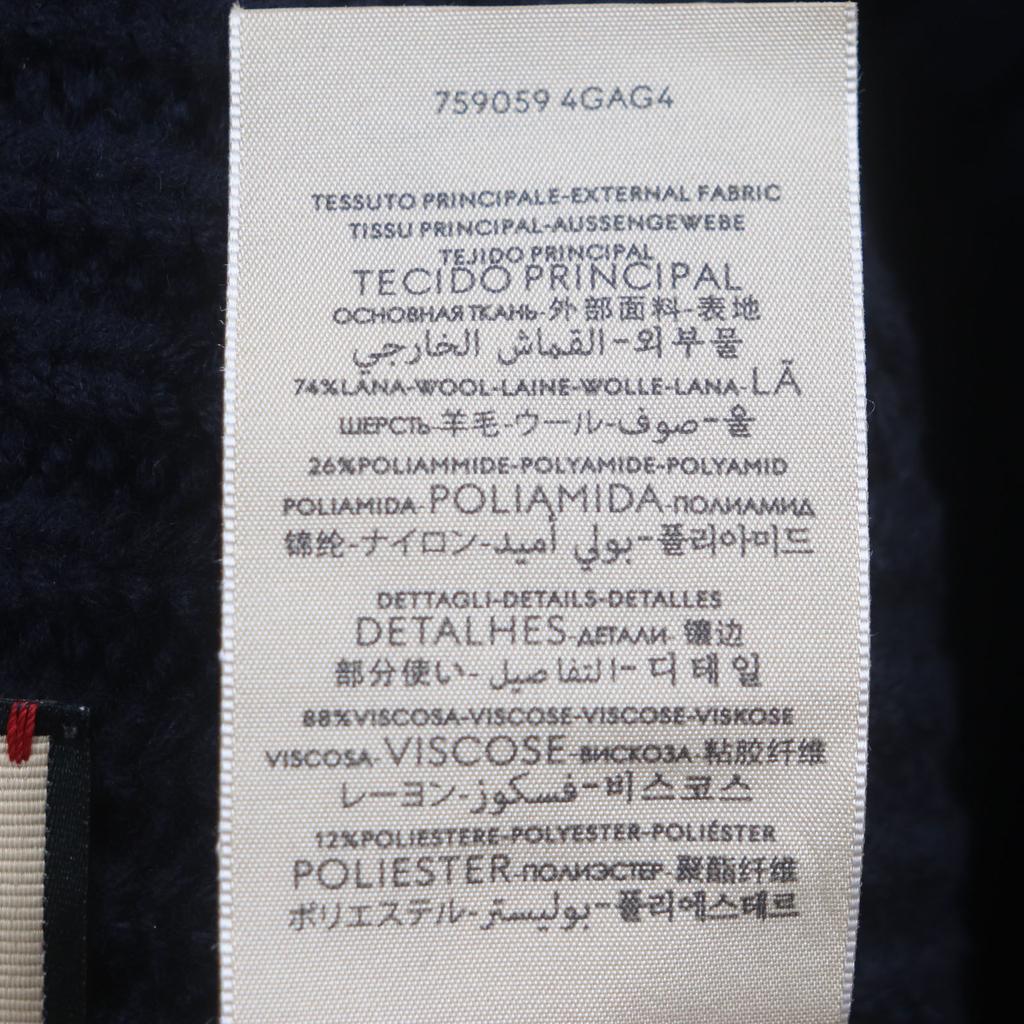 759059 4GAG4
TESSUTO PRINCIPALE-EXTERNAL FABRIC
TISSU PRINCIPAL-AUSSENGEWEBE
TEJIDO PRINCIPAL
TECIDO PRINCIPAL
ОСНОВНАЯ ТКАНЬ-外部面料-表地
القماش الخارجي-외부물
74%LANA-WOOL-LAINE-WOLLE-LANA-LÃ
ШЕРСТЬ-羊毛-ウール-صوف-울
26%POLIAMMIDE-POLYAMIDE-POLYAMID
POLIAMIDA-POLIAMIDA-ПОЛИАМИД
锦纶-ナイロン-بولي أميد-폴리아미드
DETTAGLI-DETAILS-DETALLES
DETALHES-ДЕТАЛИ-镶边
部分使い-التفاصيل-디테일
88%VISCOSA-VISCOSE-VISCOSE-VISKOSE
VISCOSA-VISCOSE-ВИСКОЗА-粘胶纤维
レーヨン-فسكوز-비스코스
12%POLIESTERE-POLYESTER-POLIÉSTER
POLIESTER-ПОЛИЭСТЕР-聚酯纤维
ポリエステル-بوليستر-폴리에스테르